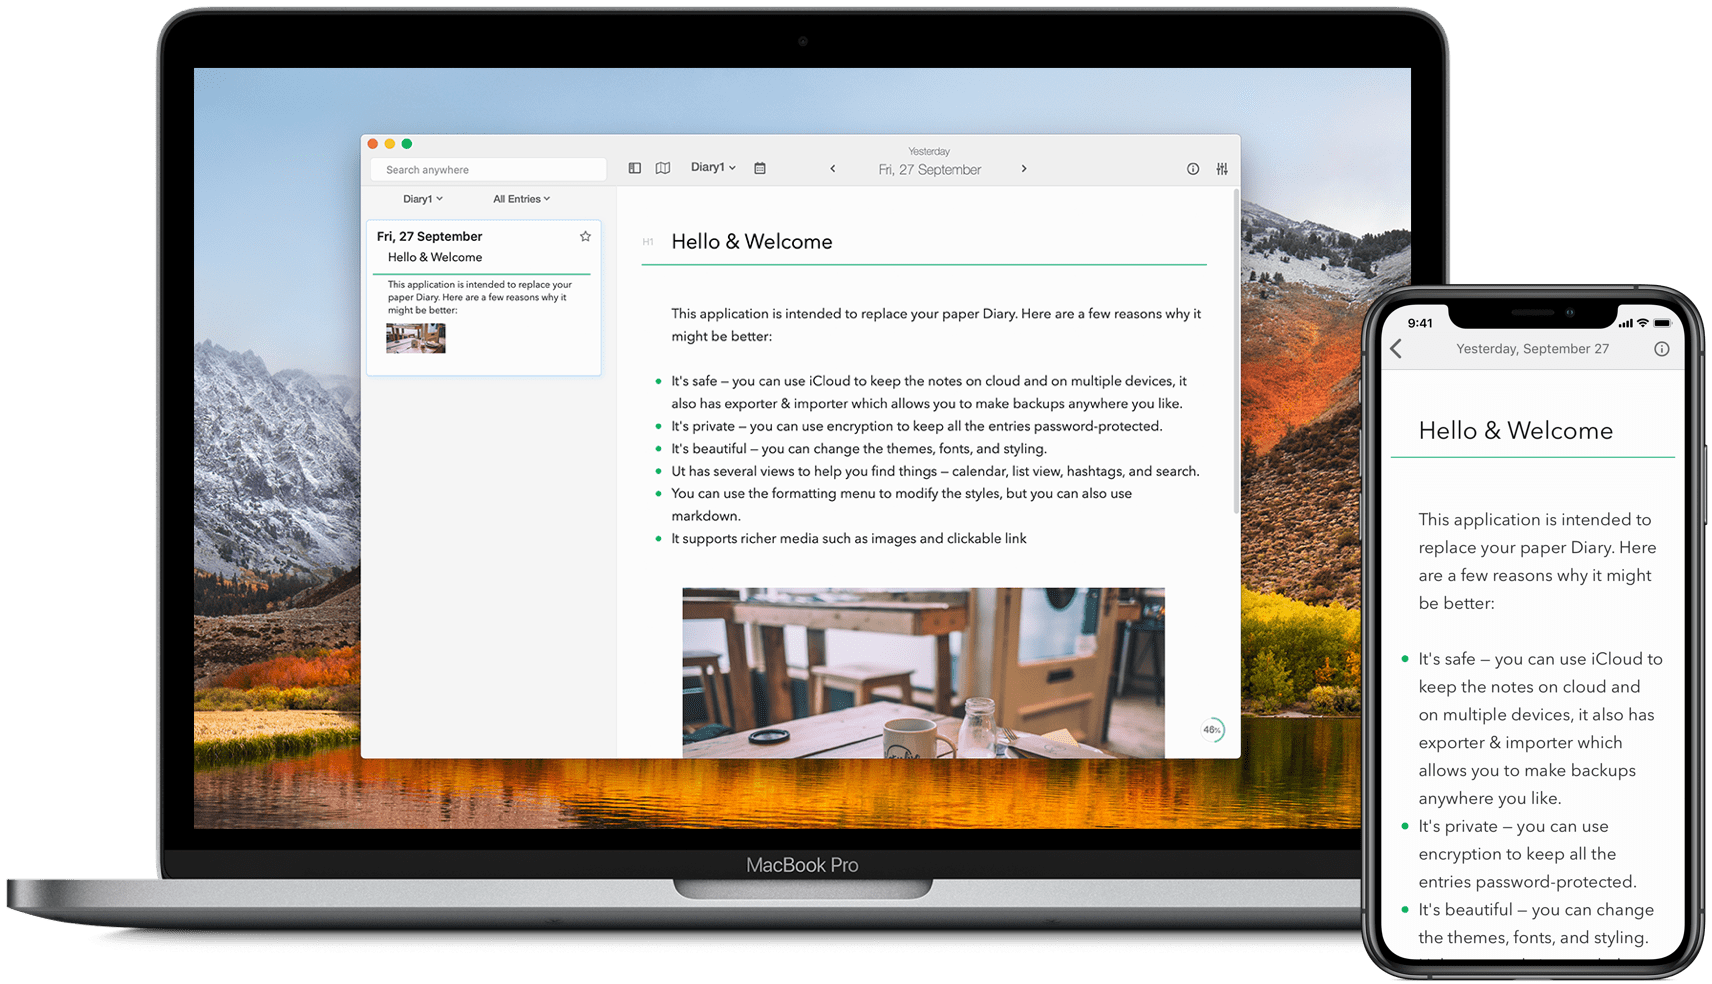 Yesterday
Search anywhere
Diary1
Fri, 27 September
Diary1
All Entries
Fri, 27 September
Hello & Welcome
This application is intended to replace your
paper Diary. Here are a few reasons why it
might be better:
H1
Hello & Welcome
This application is intended to replace your paper Diary. Here are a few reasons why it
might be better:
It's safe – you can use iCloud to keep the notes on cloud and on multiple devices, it
also has exporter & importer which allows you to make backups anywhere you like.
It's private – you can use encryption to keep all the entries password-protected.
It's beautiful – you can change the themes, fonts, and styling.
Ut has several views to help you find things – calendar, list view, hashtags, and search.
You can use the formatting menu to modify the styles, but you can also use
markdown.
It supports richer media such as images and clickable link
46%
MacBook Pro
9:41
Yesterday, September 27
Hello & Welcome
This application is intended to
replace your paper Diary. Here
are a few reasons why it might
be better:
It's safe – you can use iCloud to
keep the notes on cloud and
on multiple devices, it also has
exporter & importer which
allows you to make backups
anywhere you like.
It's private – you can use
encryption to keep all the
entries password-protected.
It's beautiful – you can change
the themes, fonts, and styling.